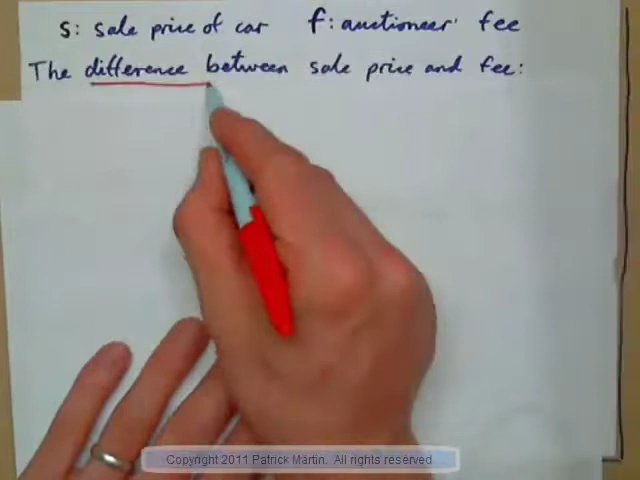 s: sale price of car f: auctioneer' fee
The difference between sale price and fee:
Copyright 2011 Patrick Martin. All rights reserved